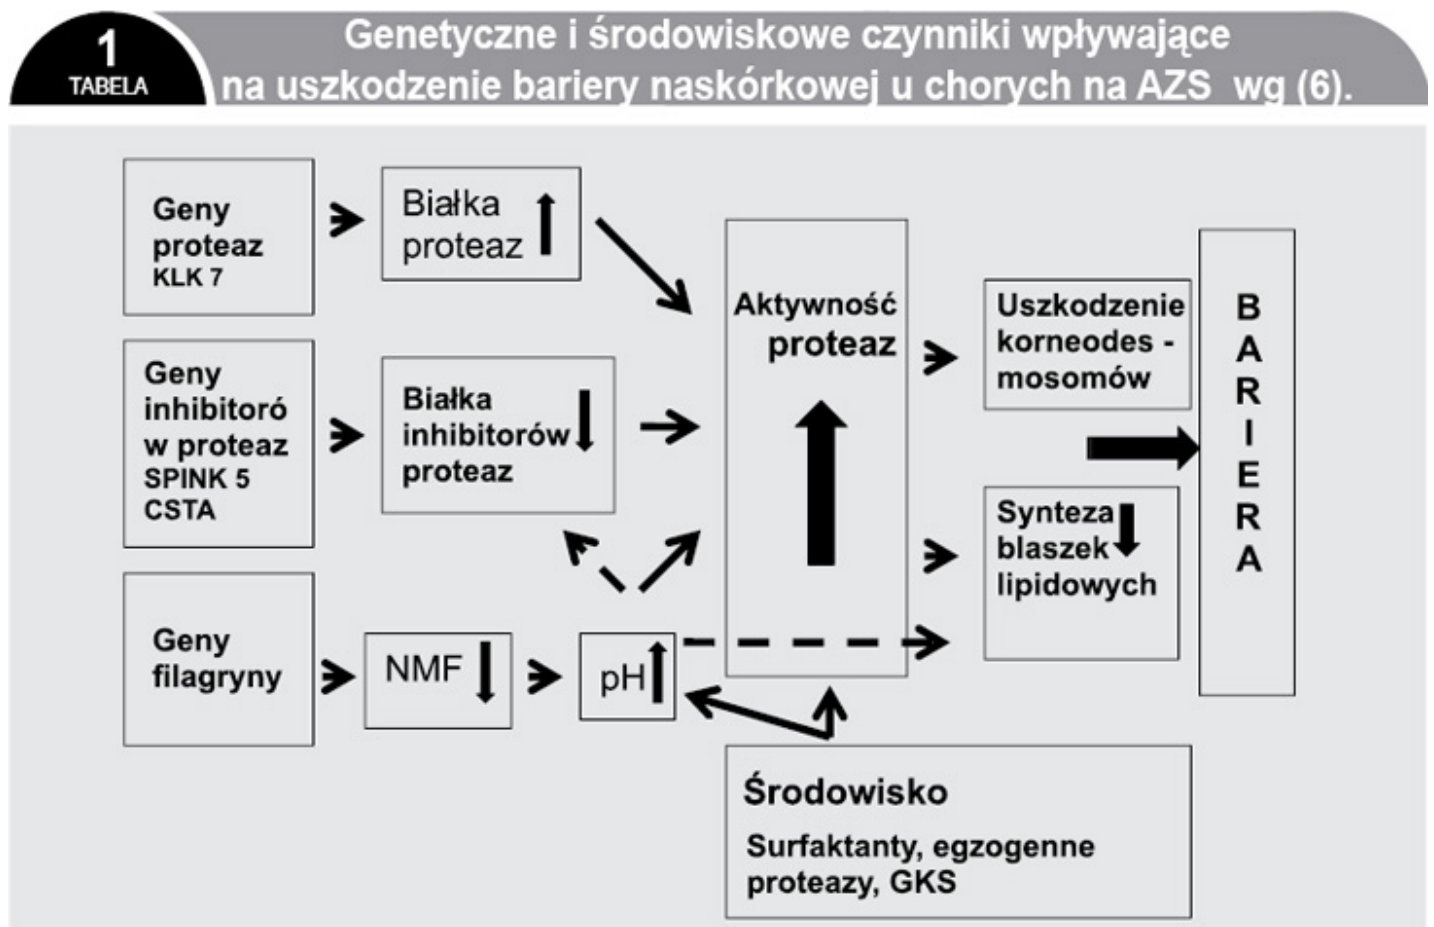 1
TABELA
Genetyczne i środowiskowe czynniki wpływające
na uszkodzenie bariery naskórkowej u chorych na AZS wg (6).
Geny
proteaz
KLK 7
Białka
proteaz
Geny
inhibitoró
w proteaz
SPINK 5
CSTA
Białka
inhibitorów
proteaz
Geny
filagryny
NMF
pH
Aktywność
proteaz
Uszkodzenie
korneodes -
mosomów
Synteza
blaszek
lipidowych
B
A
R
I
E
R
A
Środowisko
Surfaktanty, egzogenne
proteazy, GKS